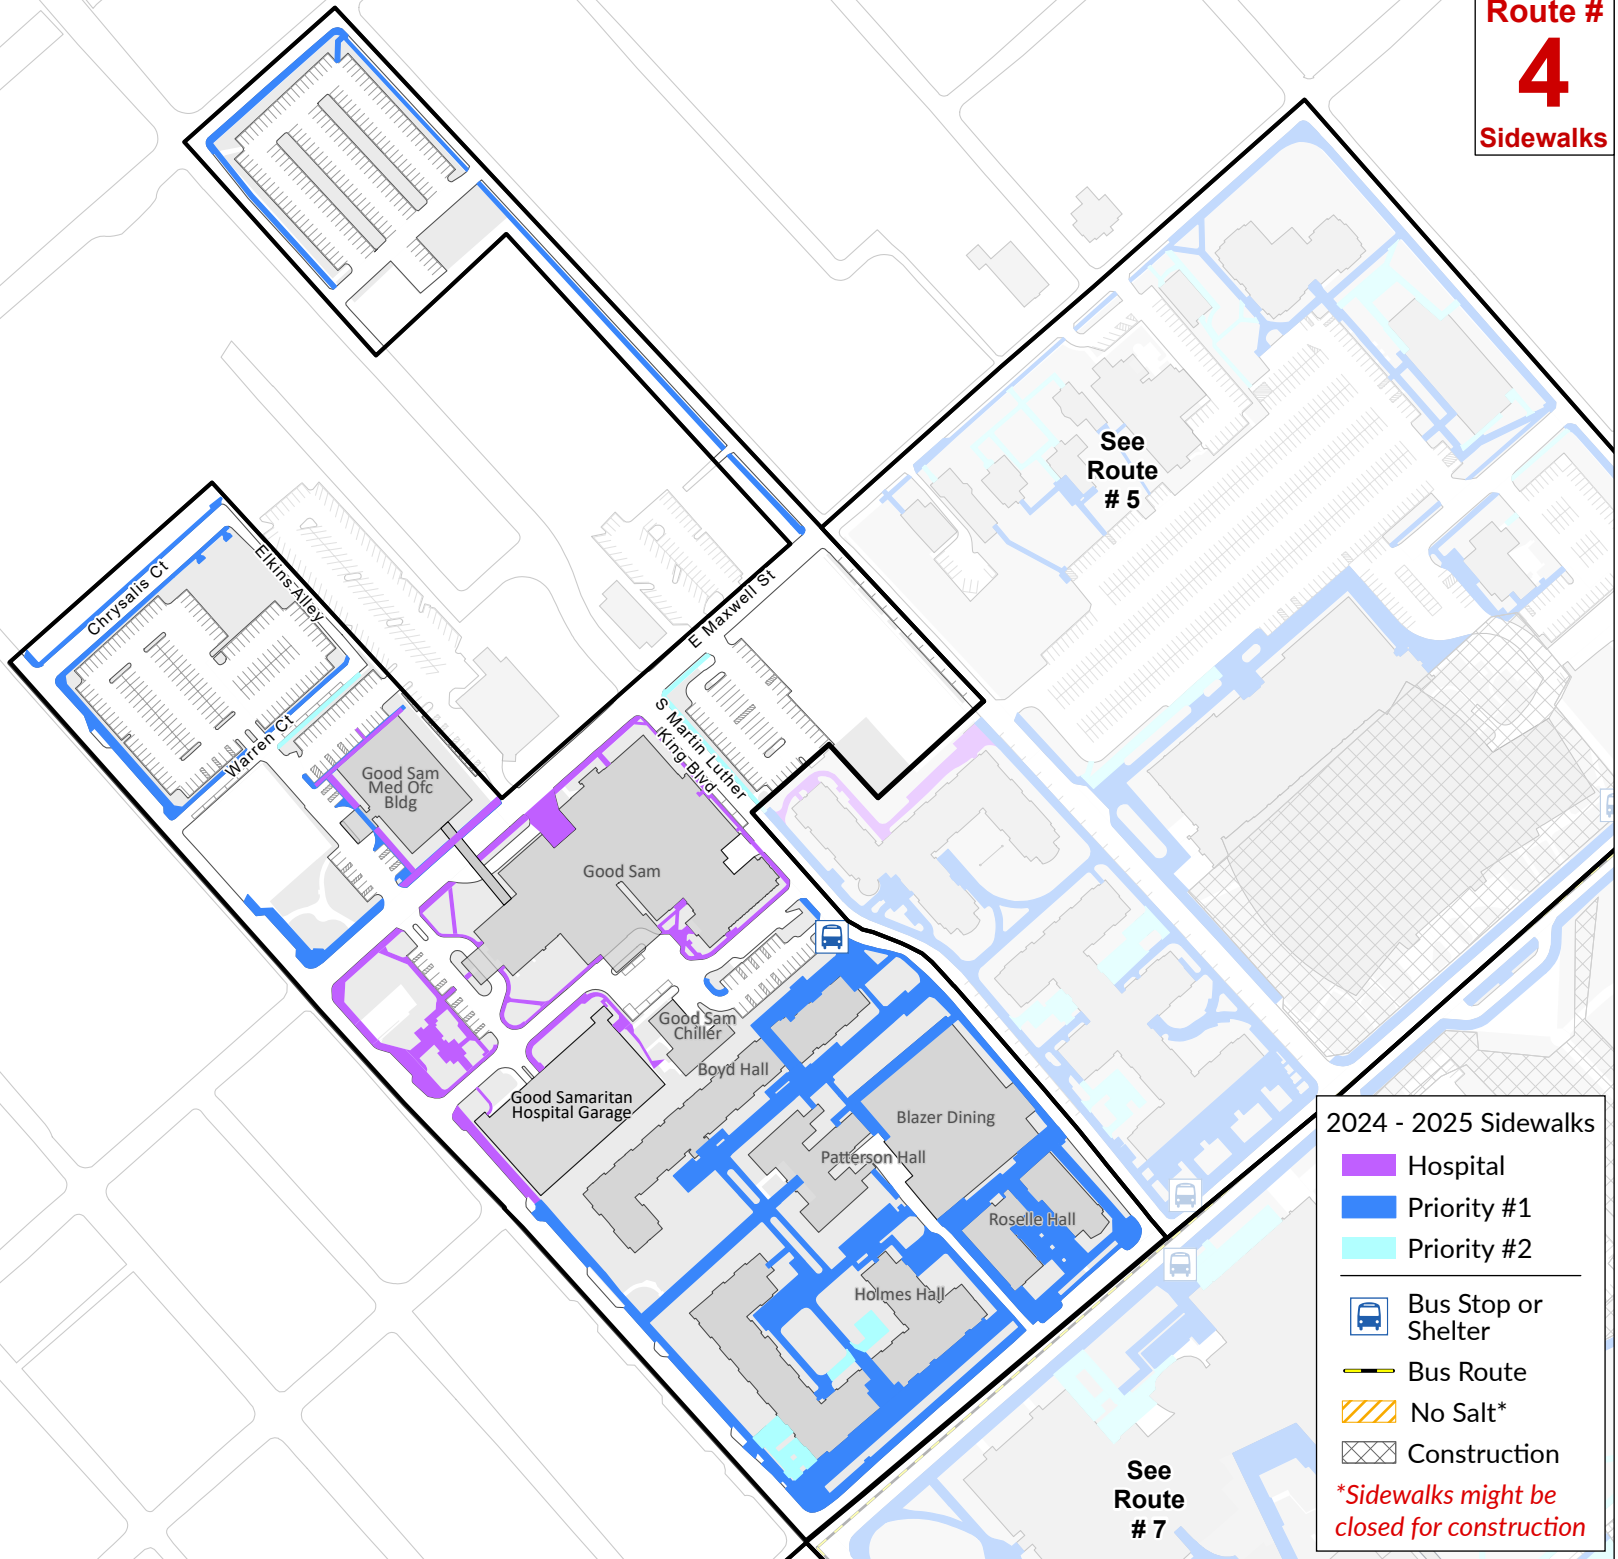 Route #
4
Sidewalks
See
Route
# 5
Chrysalis Ct
Elkins Alley
E Maxwell St
S Martin Luther
King Blvd
Warren Ct
Good Sam
Med Ofc
Bldg
Good Sam
Good Sam
Chiller
Boyd Hall
Good Samaritan
Hospital Garage
Blazer Dining
Patterson Hall
Roselle Hall
Holmes Hall
See
Route
# 7
2024 - 2025 Sidewalks
Hospital
Priority #1
Priority #2
Bus Stop or
Shelter
Bus Route
No Salt*
Construction
*Sidewalks might be
closed for construction